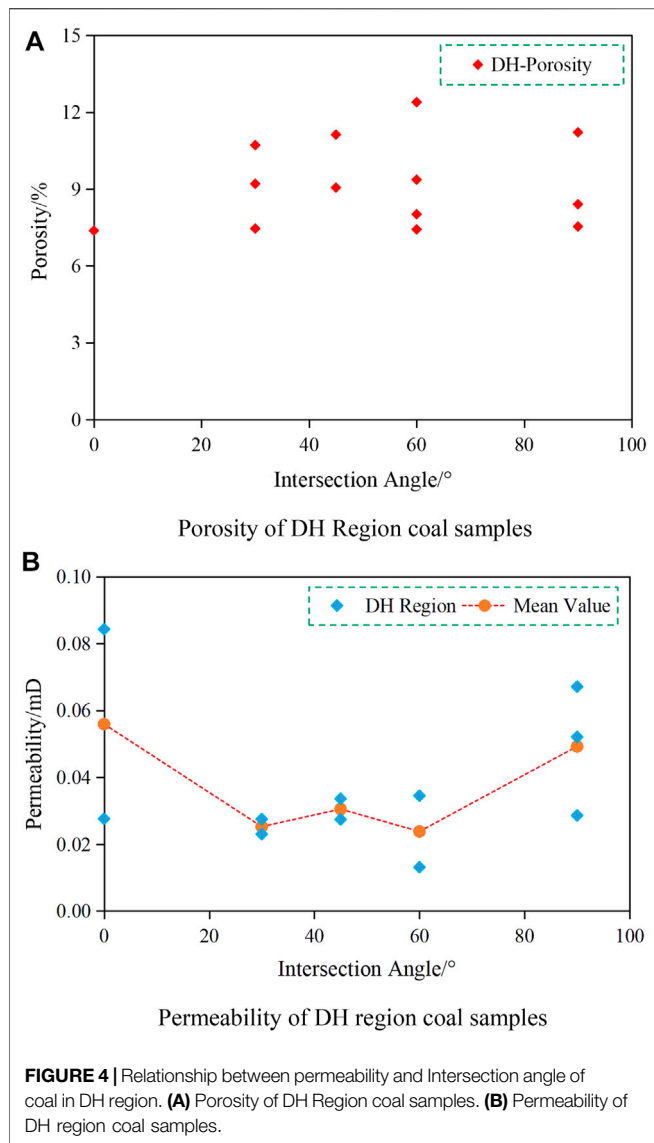 A
15
12
9
6
3
0
Porosity/%
DH-Porosity
0 20 40 60 80 100
Intersection Angle/°
Porosity of DH Region coal samples
B
0.10
0.08
0.06
0.04
0.02
0.00
Permeability/mD
DH Region Mean Value
0 20 40 60 80 100
Intersection Angle/°
Permeability of DH region coal samples
FIGURE 4 | Relationship between permeability and Intersection angle of
coal in DH region. (A) Porosity of DH Region coal samples. (B) Permeability of
DH region coal samples.